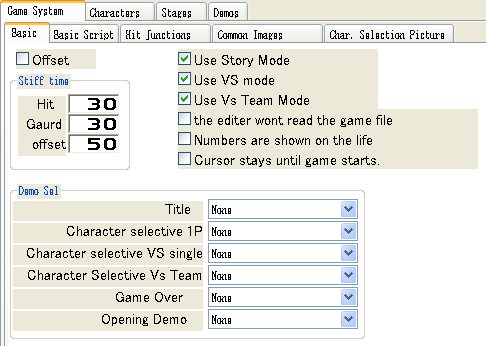 Game System Characters Stages Demos
Basic Basic Script Hit functions Common Images Char. Selection Picture
Offset
Use Story Mode
Use VS mode
Use Vs Team Mode
the editer wont read the game file
Numbers are shown on the life
Cursor stays until game starts.
Stiff time
Hit 30
Gaurd 30
offset 50
Demo Sel
Title None
Character selective 1P None
Character selective VS single None
Character Selective Vs Team None
Game Over None
Opening Demo None